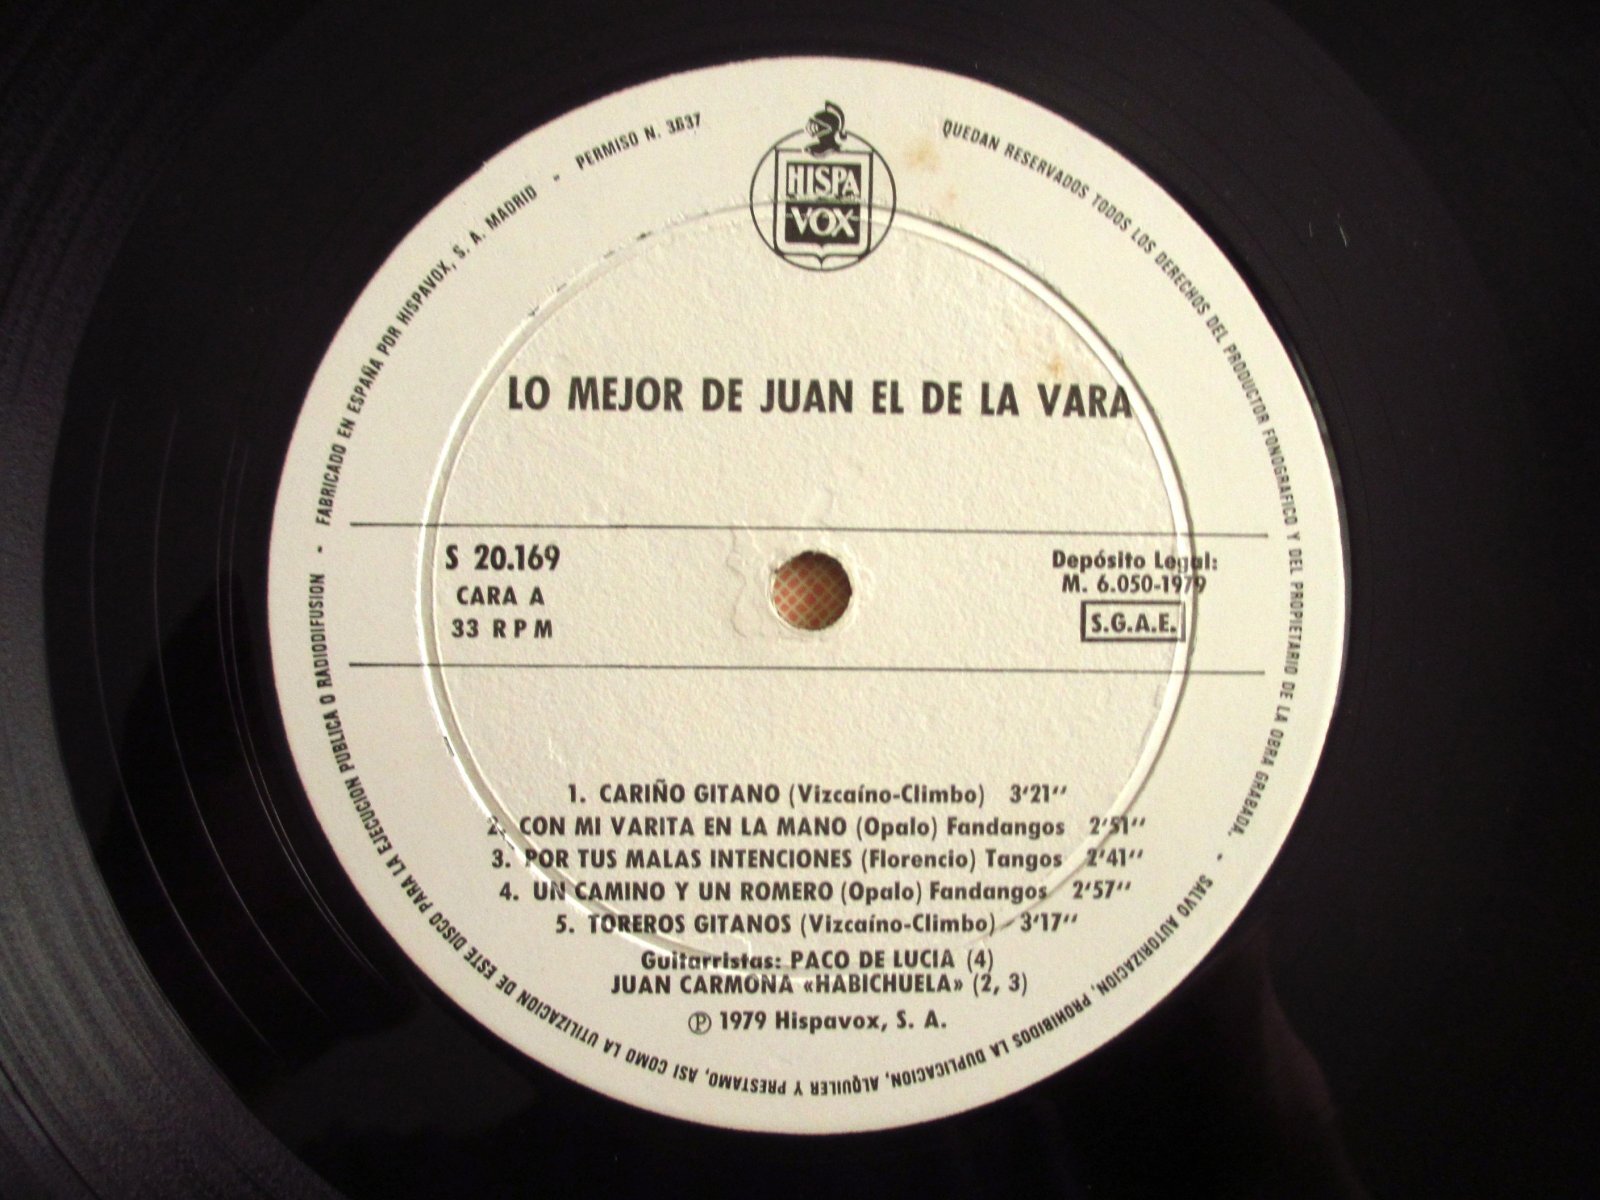 HISPA
VOX
LO MEJOR DE JUAN EL DE LA VARA
S 20.169
CARA A
33 RPM
Depósito Legal:
M. 6.050-1979
S.G.A.E.
1. CARIÑO GITANO (Vizcaíno-Climbo) 3'21''
2. CON MI VARITA EN LA MANO (Opalo) Fandangos 2'51''
3. POR TUS MALAS INTENCIONES (Florencio) Tangos 2'41''
4. UN CAMINO Y UN ROMERO (Opalo) Fandangos 2'57''
5. TOREROS GITANOS (Vizcaíno-Climbo) 3'17''
Guitarristas: PACO DE LUCIA (4)
JUAN CARMONA «HABICHUELA» (2, 3)
℗ 1979 Hispavox, S. A.
QUEDAN RESERVADOS TODOS LOS DERECHOS DEL PRODUCTOR FONOGRAFICO Y DEL PROPIETARIO DE LA OBRA GRABADA. - SALVO AUTORIZACION, PROHIBIDOS LA DUPLICACION, ALQUILER Y PRESTAMO, ASI COMO LA UTILIZACION DE ESTE DISCO PARA LA EJECUCION PUBLICA O RADIODIFUSION - FABRICADO EN ESPAÑA POR HISPAVOX, S. A. MADRID - PERMISO N. 3637